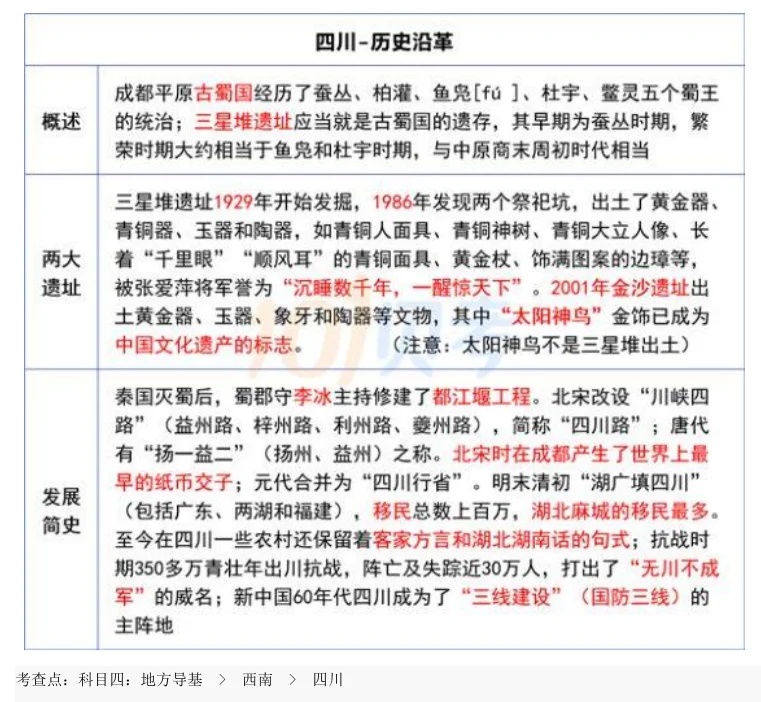 四川-历史沿革
概述
成都平原古蜀国经历了蚕丛、柏灌、鱼凫[fú ]、杜宇、鳖灵五个蜀王
的统治；三星堆遗址应当就是古蜀国的遗存，其早期为蚕丛时期，繁
荣时期大约相当于鱼凫和杜宇时期，与中原商末周初时代相当
两大
遗址
三星堆遗址1929年开始发掘，1986年发现两个祭祀坑，出土了黄金器、
青铜器、玉器和陶器，如青铜人面具、青铜神树、青铜大立人像、长
着“千里眼”“顺风耳”的青铜面具、黄金杖、饰满图案的边璋等，
被张爱萍将军誉为“沉睡数千年，一醒惊天下”。2001年金沙遗址出
土黄金器、玉器、象牙和陶器等文物，其中“太阳神鸟”金饰已成为
中国文化遗产的标志。 （注意：太阳神鸟不是三星堆出土）
发展
简史
秦国灭蜀后，蜀郡守李冰主持修建了都江堰工程。北宋改设“川峡四
路”（益州路、梓州路、利州路、夔州路），简称“四川路”；唐代
有“扬一益二”（扬州、益州）之称。北宋时在成都产生了世界上最
早的纸币交子；元代合并为“四川行省”。明末清初“湖广填四川”
（包括广东、两湖和福建），移民总数上百万，湖北麻城的移民最多。
至今在四川一些农村还保留着客家方言和湖北湖南话的句式；抗战时
期350多万青壮年出川抗战，阵亡及失踪近30万人，打出了“无川不成
军”的威名；新中国60年代四川成为了“三线建设”（国防三线）的
主阵地
101贝考
考查点：科目四：地方导基 > 西南 > 四川